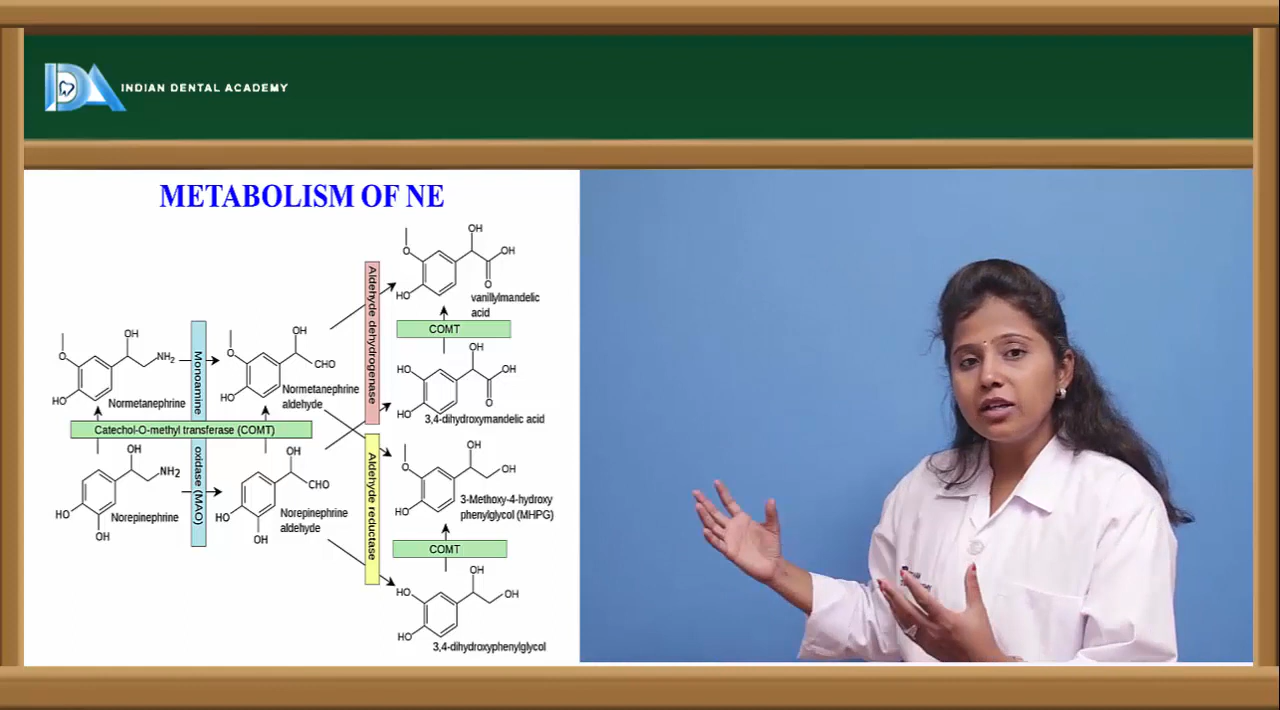 INDIAN DENTAL ACADEMY
METABOLISM OF NE
OH
O
OH
HO
O
vanillylmandelic
acid
COMT
OH
HO
OH
HO
O
3,4-dihydroxymandelic acid
Aldehyde dehydrogenase
OH
O
NH2
HO
Normetanephrine
Monoamine
oxidase (MAO)
OH
O
CHO
HO
Normetanephrine
aldehyde
Catechol-O-methyl transferase (COMT)
OH
NH2
HO
OH
Norepinephrine
OH
CHO
HO
OH
Norepinephrine
aldehyde
Aldehyde reductase
OH
O
OH
HO
3-Methoxy-4-hydroxy
phenylglycol (MHPG)
COMT
OH
HO
OH
HO
3,4-dihydroxyphenylglycol